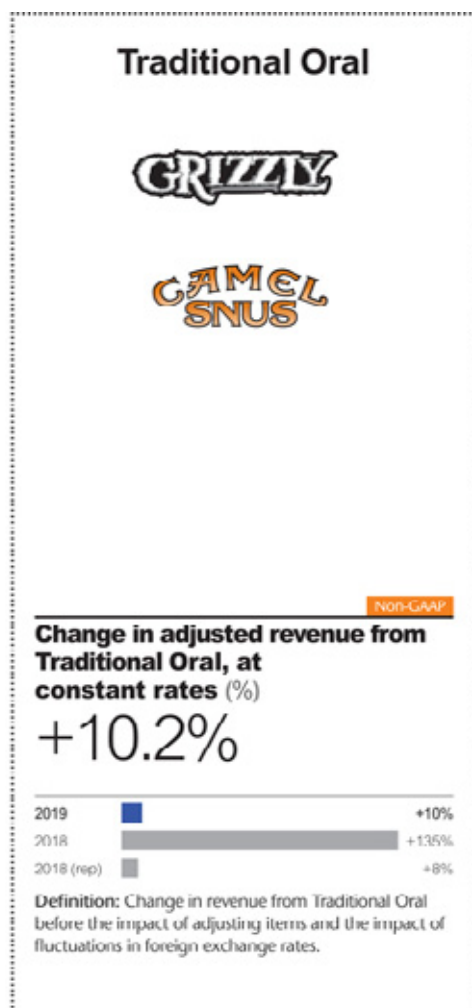 Traditional Oral
GRIZZLY
CAMEL
SNUS
Non-GAAP
Change in adjusted revenue from
Traditional Oral, at
constant rates (%)
+10.2%
2019 +10%
2018 +135%
2018 (rep) +8%
Definition: Change in revenue from Traditional Oral
before the impact of adjusting items and the impact of
fluctuations in foreign exchange rates.